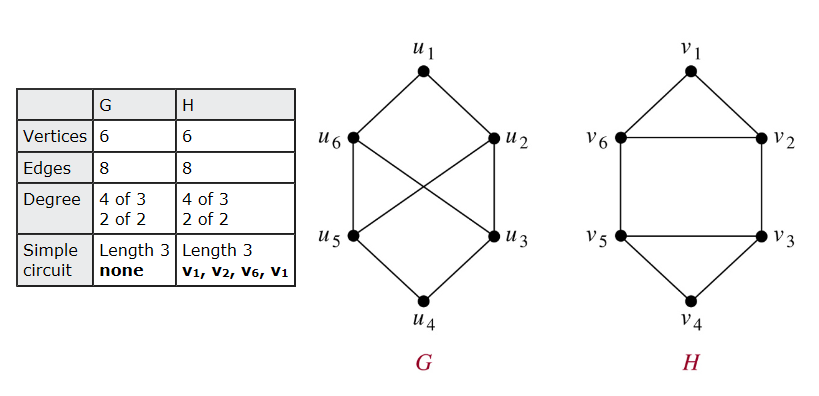 G H
Vertices 6 6
Edges 8 8
Degree 4 of 3 4 of 3
2 of 2 2 of 2
Simple Length 3 Length 3
circuit none v1, v2, v6, v1
u1
u6 u2
u5 u3
u4
G
v1
v6 v2
v5 v3
v4
H